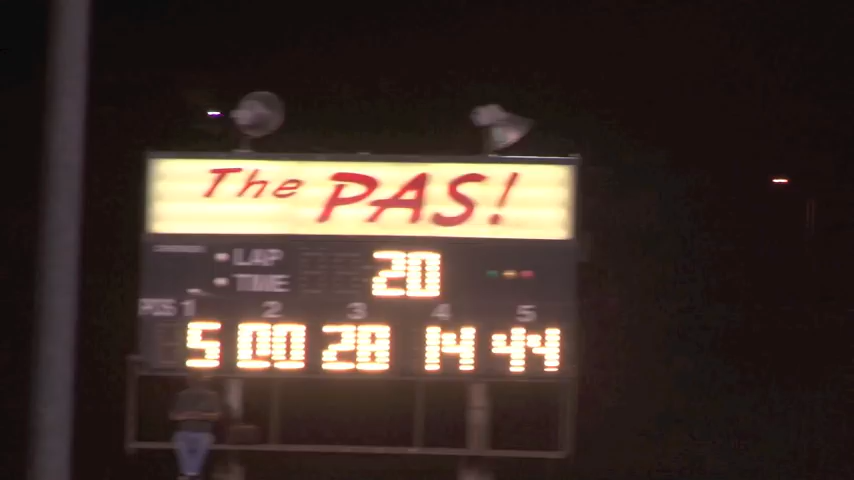 The PAS!
LAP 20
TIME
POS 1 2 3 4 5
5 00 28 14 44